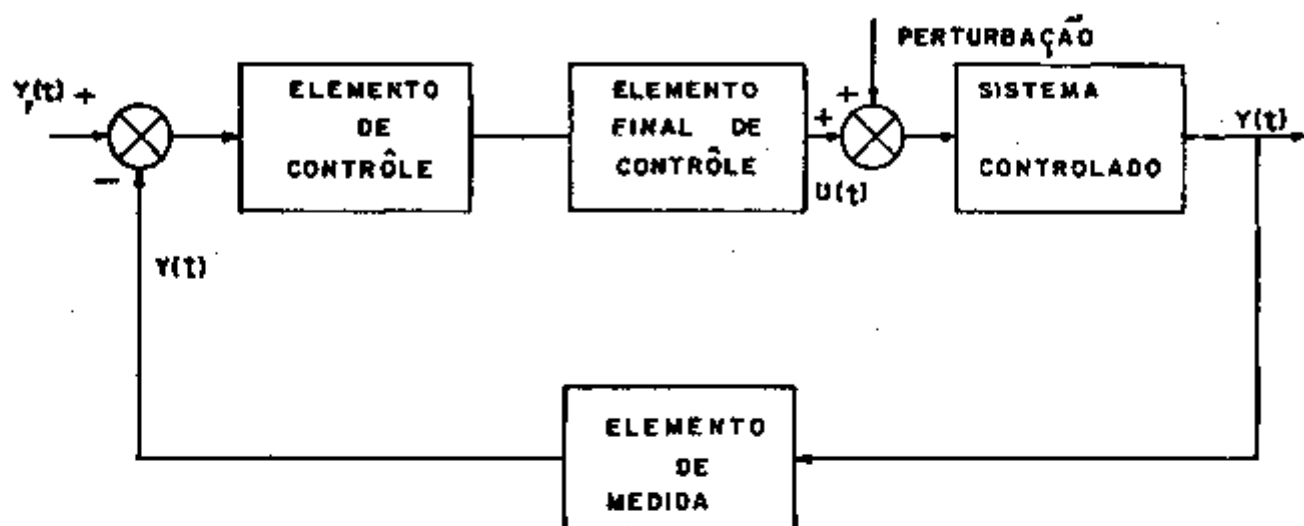 PERTURBAÇÃO
Yr(t) +
ELEMENTO
DE
CONTRÔLE
ELEMENTO
FINAL DE
CONTRÔLE
+
+
U(t)
SISTEMA
CONTROLADO
Y(t)
−
Y(t)
ELEMENTO
DE
MEDIDA